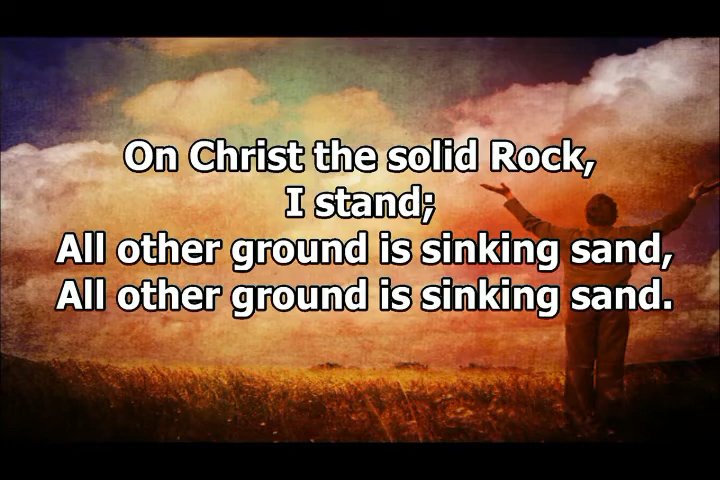 On Christ the solid Rock,
I stand;
All other ground is sinking sand,
All other ground is sinking sand.